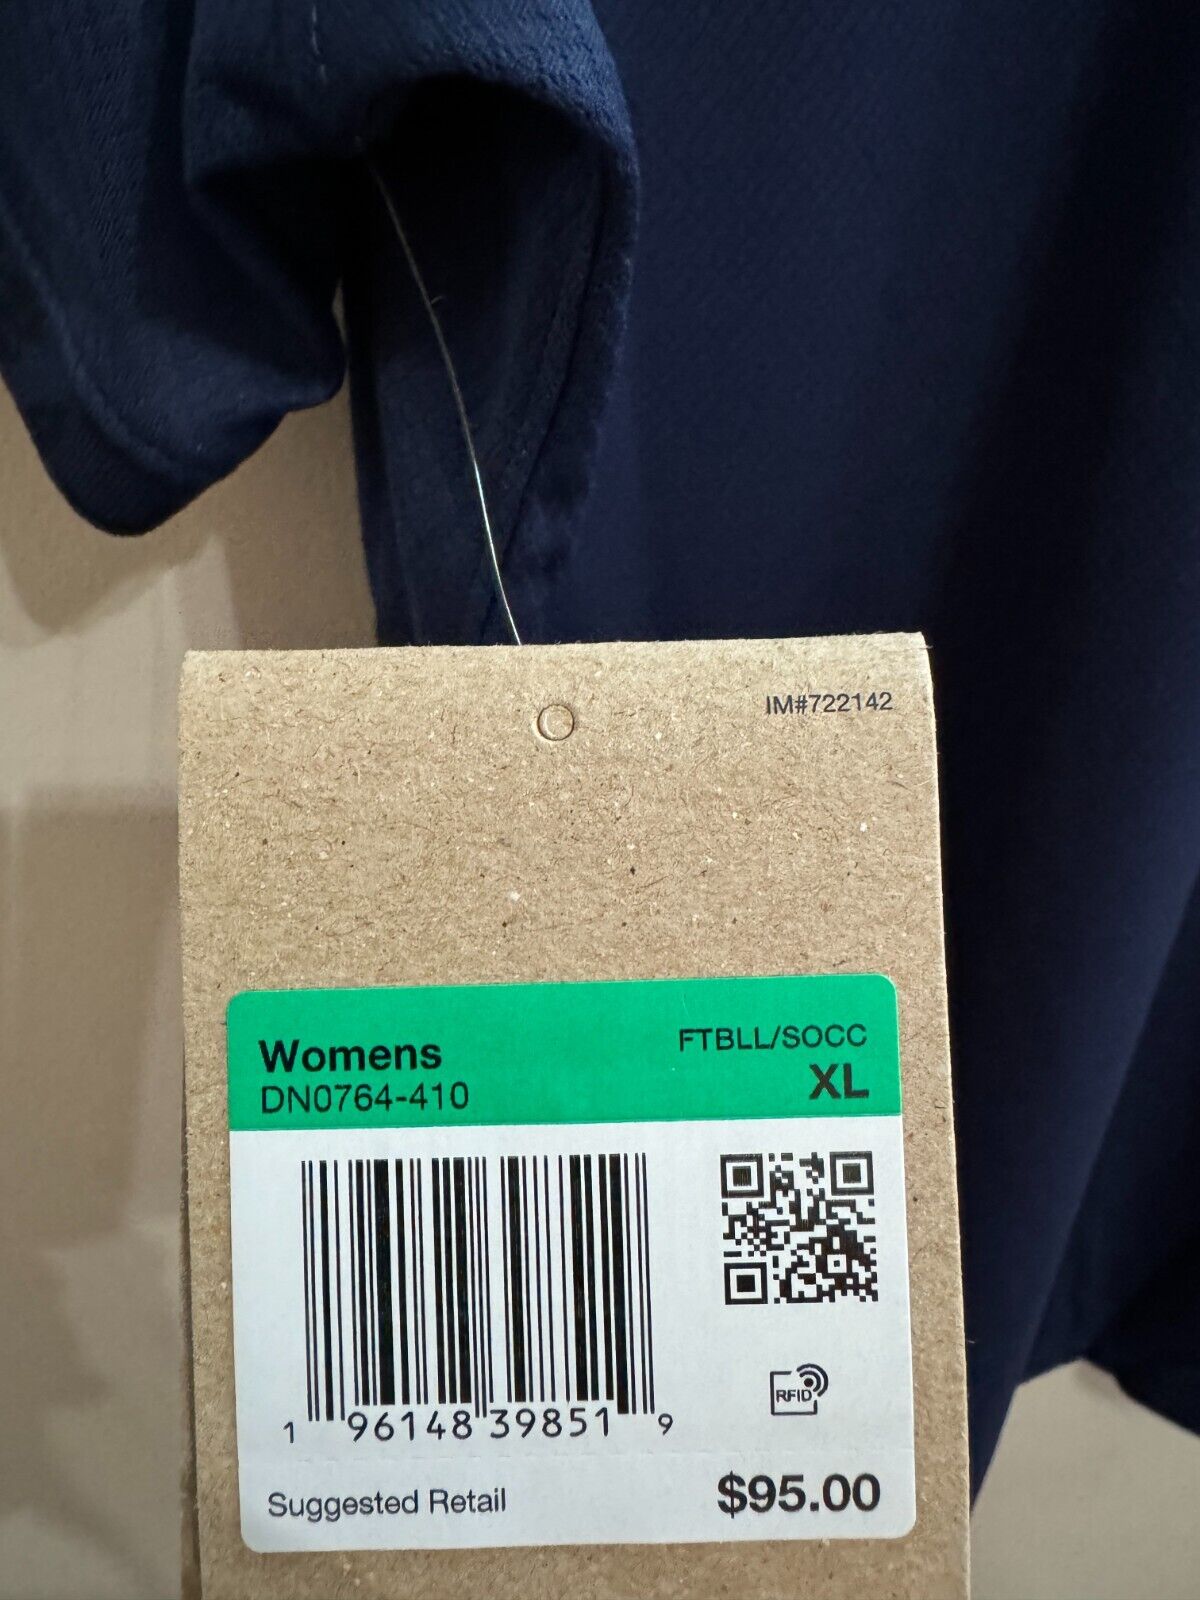 IM#722142
Womens
FTBLL/SOCC
DN0764-410
XL
1 96148 39851 9
RFID
Suggested Retail
$95.00